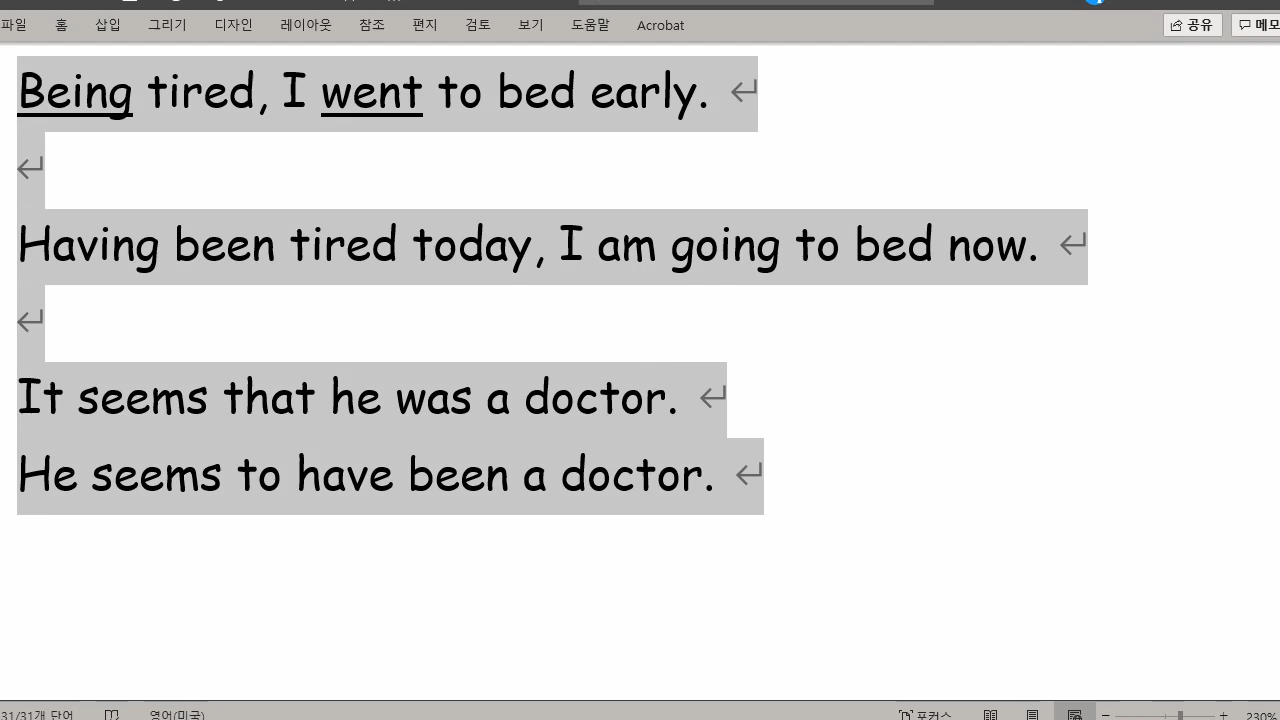 파일 홈 삽입 그리기 디자인 레이아웃 참조 편지 검토 보기 도움말 Acrobat 공유 메모
Being tired, I went to bed early.
Having been tired today, I am going to bed now.
It seems that he was a doctor.
He seems to have been a doctor.
31/31개 단어 영어(미국) 포커스 230%